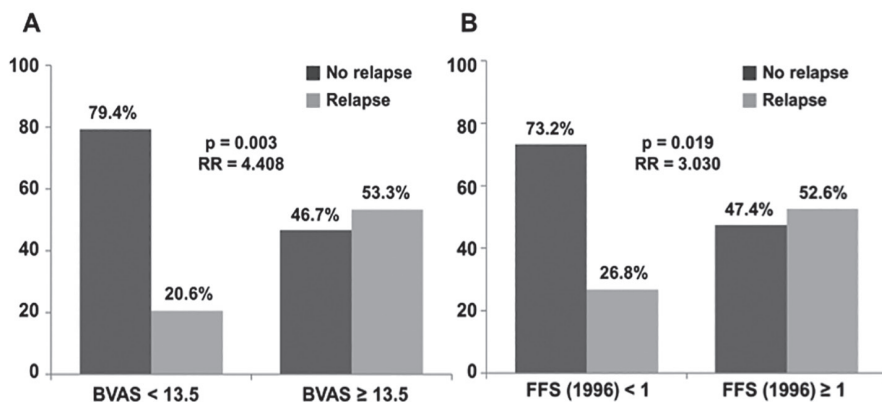 A
100
80
60
40
20
0
No relapse
Relapse
79.4%
p = 0.003
RR = 4.408
20.6%
46.7%
53.3%
BVAS < 13.5
BVAS ≥ 13.5
B
100
80
60
40
20
0
No relapse
Relapse
73.2%
p = 0.019
RR = 3.030
26.8%
47.4%
52.6%
FFS (1996) < 1
FFS (1996) ≥ 1